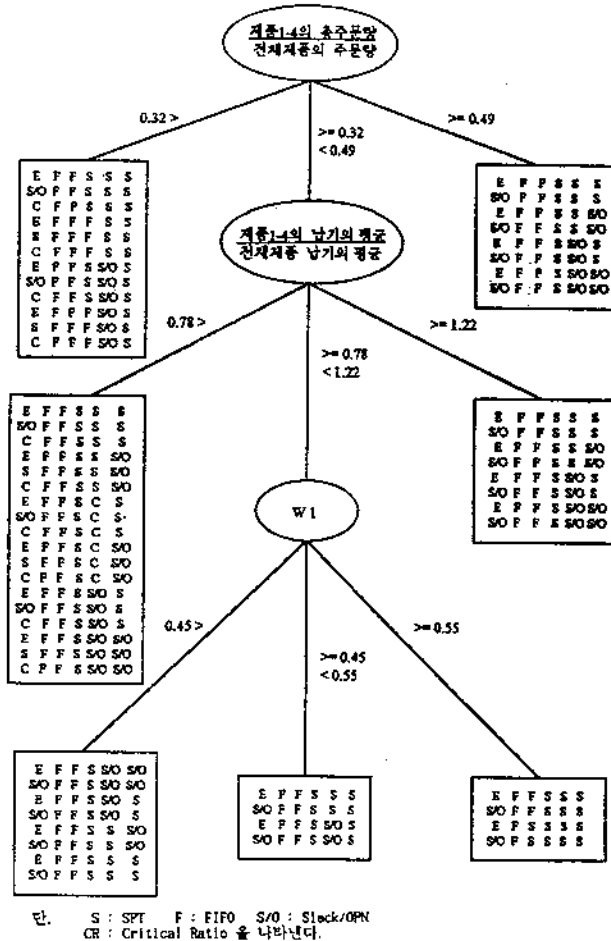 제품1-4의 총주문량
전체제품의 주문량
0.32 >
>= 0.32
< 0.49
>= 0.49
E F F S S S
S/O F F S S S
C F F S S S
E F F F S S
S F F F S S
C F F F S S
E F F S S/O S
S/O F F S S/O S
C F F S S/O S
E F F F S/O S
S F F F S/O S
C F F F S/O S
제품1-4의 납기의 평균
전체제품 납기의 평균
E F F S S S
S/O F F S S S
E F F S S S/O
S/O F F S S S/O
E F F S S/O S
S/O F F S S/O S
E F F S S/O S/O
S/O F F S S/O S/O
0.78 >
>= 0.78
< 1.22
>= 1.22
E F F S S S
S/O F F S S S
C F F S S S
E F F S S S/O
S F F S S S/O
C F F S S S/O
E F F S C S
S/O F F S C S
C F F S C S
E F F S C S/O
S F F S C S/O
C F F S C S/O
E F F S S/O S
S/O F F S S/O S
C F F S S/O S
E F F S S/O S/O
S F F S S/O S/O
C F F S S/O S/O
W1
E F F S S S
S/O F F S S S
E F F S S S/O
S/O F F S S S/O
E F F S S/O S
S/O F F S S/O S
E F F S S/O S/O
S/O F F S S/O S/O
0.45 >
>= 0.45
< 0.55
>= 0.55
E F F S S/O S/O
S/O F F S S/O S/O
E F F S S/O S
S/O F F S S/O S
E F F S S S/O
S/O F F S S S/O
E F F S S S
S/O F F S S S
E F F S S S
S/O F F S S S
E F F S S/O S
S/O F F S S/O S
E F F S S S
S/O F F S S S
E F S S S S
S/O F S S S S
단. S : SPT F : FIFO S/O : Slack/OPN
CR : Critical Ratio 을 나타낸다.